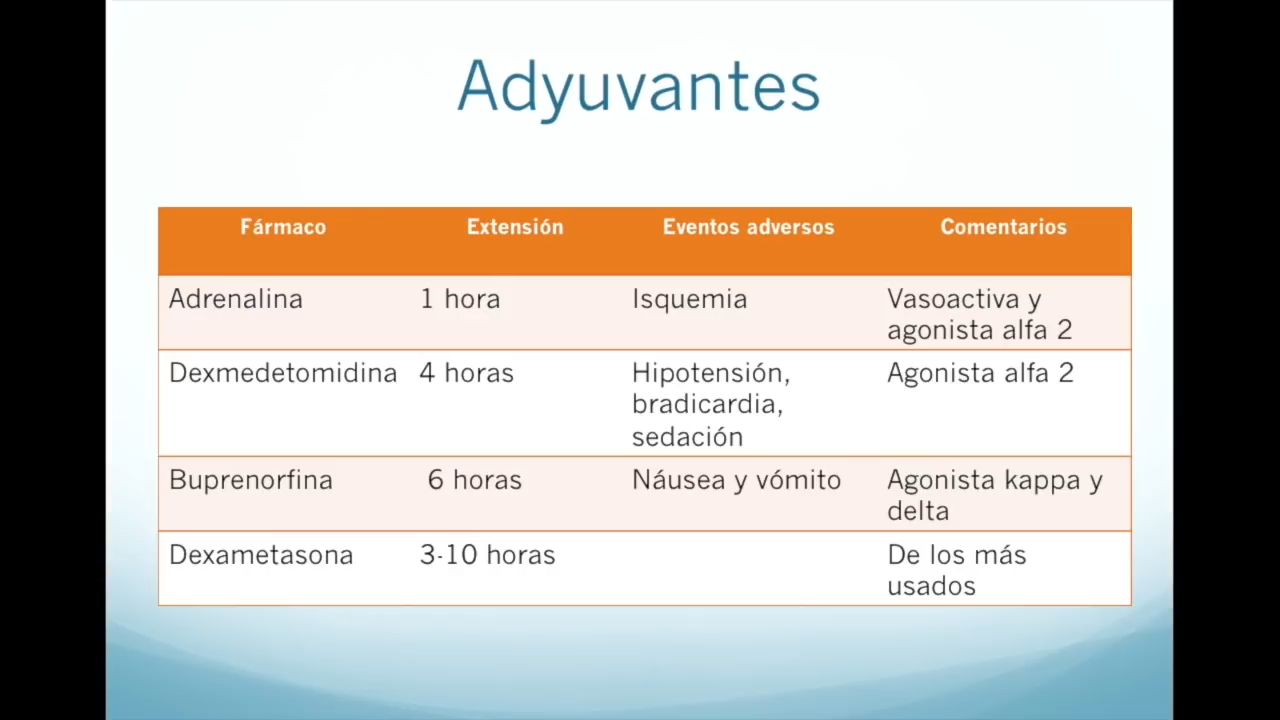 Adyuvantes
Fármaco Extensión Eventos adversos Comentarios
Adrenalina 1 hora Isquemia Vasoactiva y
agonista alfa 2
Dexmedetomidina 4 horas Hipotensión, Agonista alfa 2
bradicardia,
sedación
Buprenorfina 6 horas Náusea y vómito Agonista kappa y
delta
Dexametasona 3-10 horas De los más
usados